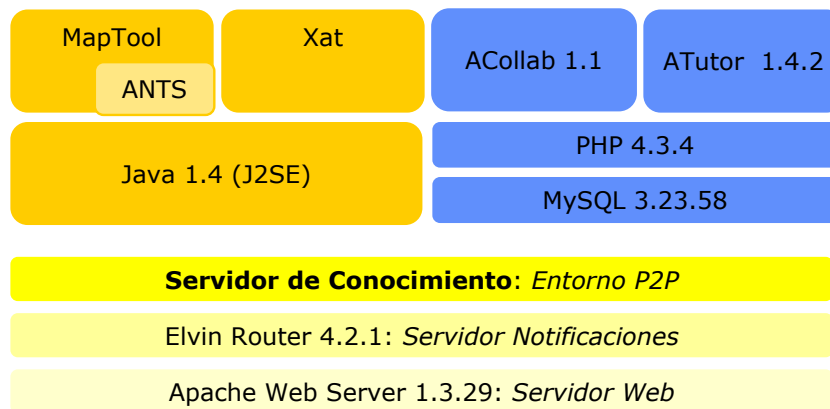 MapTool
ANTS
Xat
ACollab 1.1
ATutor 1.4.2
Java 1.4 (J2SE)
PHP 4.3.4
MySQL 3.23.58
Servidor de Conocimiento: Entorno P2P
Elvin Router 4.2.1: Servidor Notificaciones
Apache Web Server 1.3.29: Servidor Web